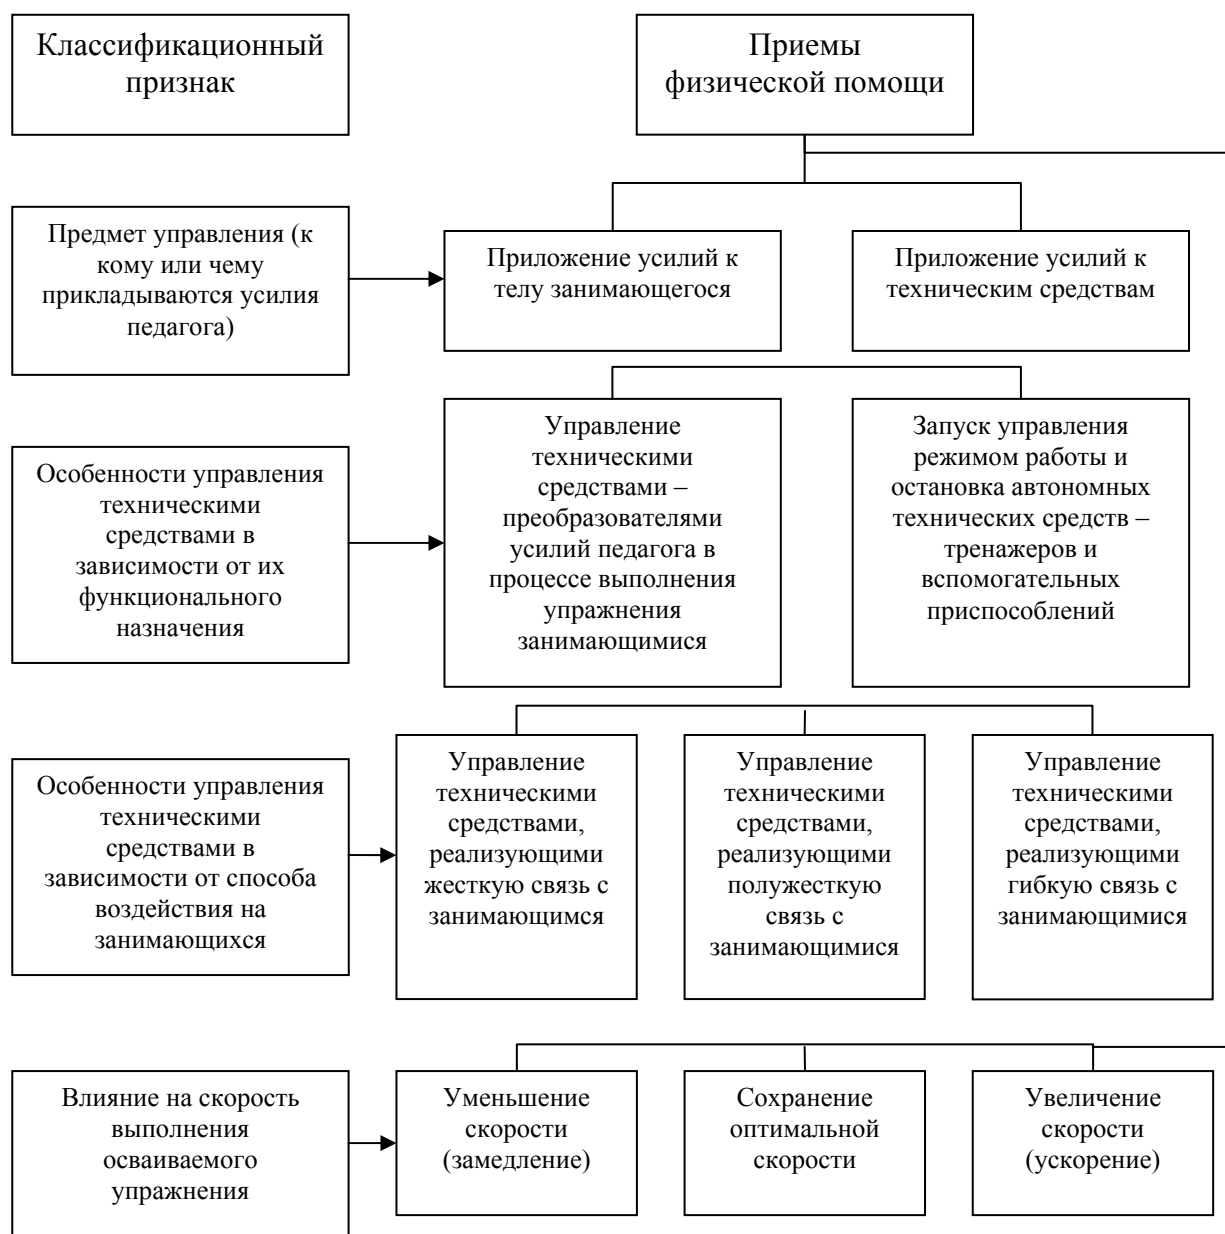 Классификационный
признак
Приемы
физической помощи
Предмет управления (к
кому или чему
прикладываются усилия
педагога)
Приложение усилий к
телу занимающегося
Приложение усилий к
техническим средствам
Особенности управления
техническими
средствами в
зависимости от их
функционального
назначения
Управление
техническими
средствами –
преобразователями
усилий педагога в
процессе выполнения
упражнения
занимающимися
Запуск управления
режимом работы и
остановка автономных
технических средств –
тренажеров и
вспомогательных
приспособлений
Особенности управления
техническими
средствами в
зависимости от способа
воздействия на
занимающихся
Управление
техническими
средствами,
реализующими
жесткую связь с
занимающимся
Управление
техническими
средствами,
реализующими
полужесткую
связь с
занимающимися
Управление
техническими
средствами,
реализующими
гибкую связь с
занимающимися
Влияние на скорость
выполнения
осваиваемого
упражнения
Уменьшение
скорости
(замедление)
Сохранение
оптимальной
скорости
Увеличение
скорости
(ускорение)